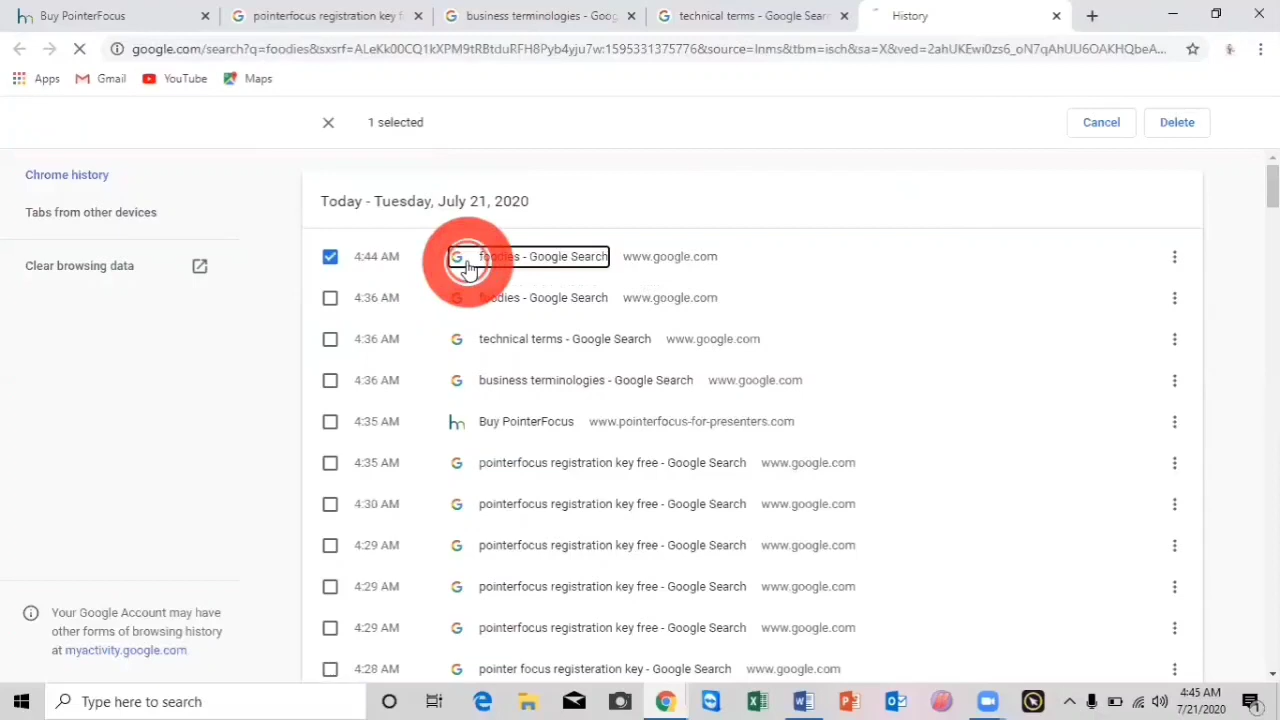 Buy PointerFocus
pointerfocus registration key f
business terminologies - Goog
technical terms - Google Sear
History
google.com/search?q=foodies&sxsrf=ALeKk00CQ1kXPM9tRBtduRFH8Pyb4yju7w:1595331375776&source=lnms&tbm=isch&sa=X&ved=2ahUKEwi0zs6_oN7qAhUU6OAKHQbeA...
Apps
Gmail
YouTube
Maps
1 selected
Cancel
Delete
Chrome history
Tabs from other devices
Clear browsing data
Today - Tuesday, July 21, 2020
4:44 AM foodies - Google Search www.google.com
4:36 AM foodies - Google Search www.google.com
4:36 AM technical terms - Google Search www.google.com
4:36 AM business terminologies - Google Search www.google.com
4:35 AM Buy PointerFocus www.pointerfocus-for-presenters.com
4:35 AM pointerfocus registration key free - Google Search www.google.com
4:30 AM pointerfocus registration key free - Google Search www.google.com
4:29 AM pointerfocus registration key free - Google Search www.google.com
4:29 AM pointerfocus registration key free - Google Search www.google.com
4:29 AM pointerfocus registration key free - Google Search www.google.com
4:28 AM pointer focus registeration key - Google Search www.google.com
Your Google Account may have
other forms of browsing history
at myactivity.google.com
Type here to search
4:45 AM
7/21/2020